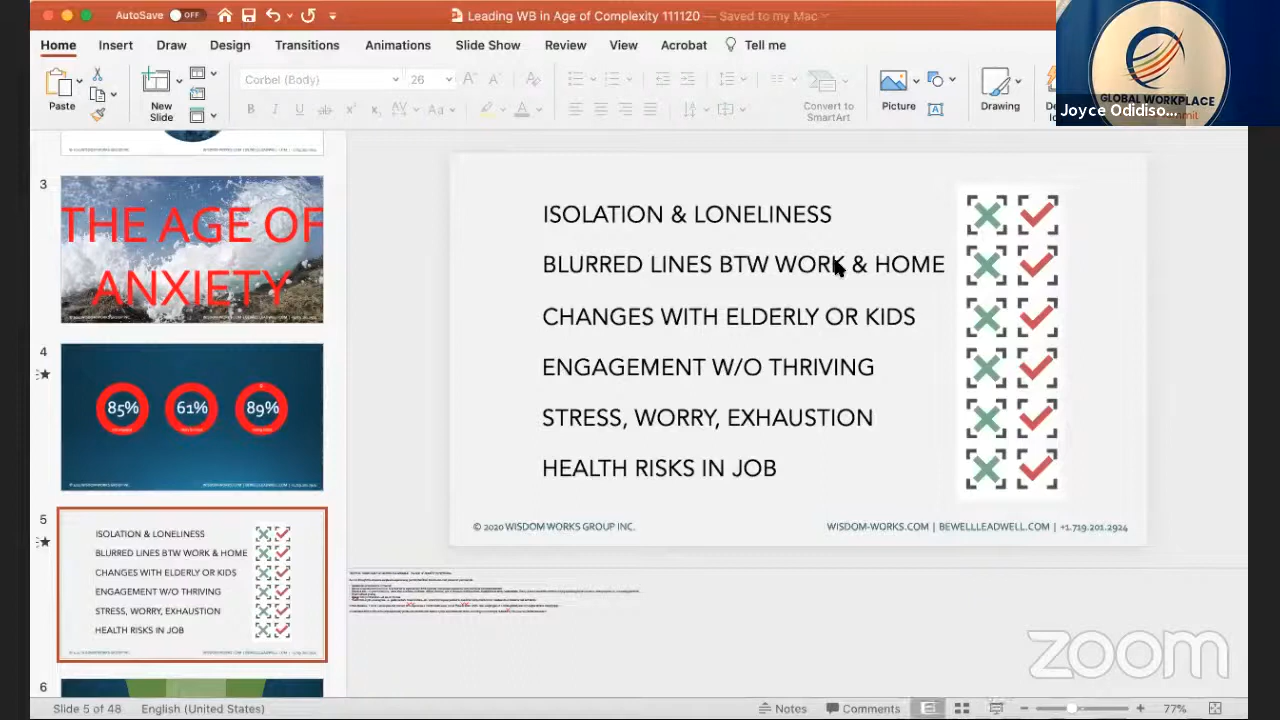 AutoSave OFF
Leading WB in Age of Complexity 111120 — Saved to my Mac
Home Insert Draw Design Transitions Animations Slide Show Review View Acrobat Tell me
Paste
New
Slide
Corbel (Body) 26
Convert to
SmartArt
Picture
Drawing
GLOBAL WORKPLACE
Joyce Odidiso...
3
THE AGE OF
ANXIETY
4
85% 61% 89%
5
ISOLATION & LONELINESS
BLURRED LINES BTW WORK & HOME
CHANGES WITH ELDERLY OR KIDS
ENGAGEMENT W/O THRIVING
STRESS, WORRY, EXHAUSTION
HEALTH RISKS IN JOB
6
ISOLATION & LONELINESS
BLURRED LINES BTW WORK & HOME
CHANGES WITH ELDERLY OR KIDS
ENGAGEMENT W/O THRIVING
STRESS, WORRY, EXHAUSTION
HEALTH RISKS IN JOB
© 2020 WISDOM WORKS GROUP INC.
WISDOM-WORKS.COM | BEWELLLEADWELL.COM | +1.719.201.2924
zoom
Slide 5 of 48 English (United States) Notes Comments 77%